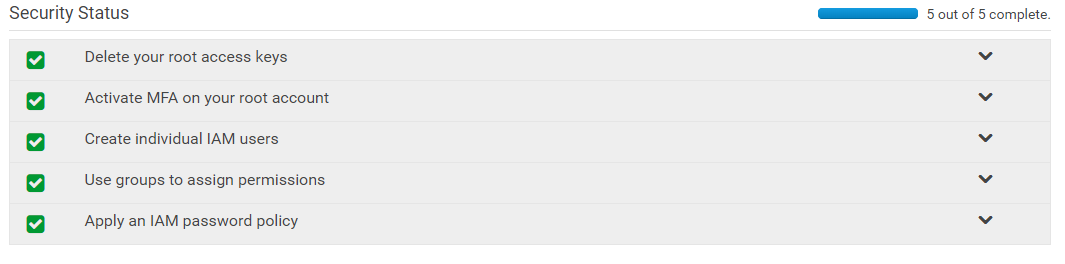 Security Status
5 out of 5 complete.
Delete your root access keys
Activate MFA on your root account
Create individual IAM users
Use groups to assign permissions
Apply an IAM password policy